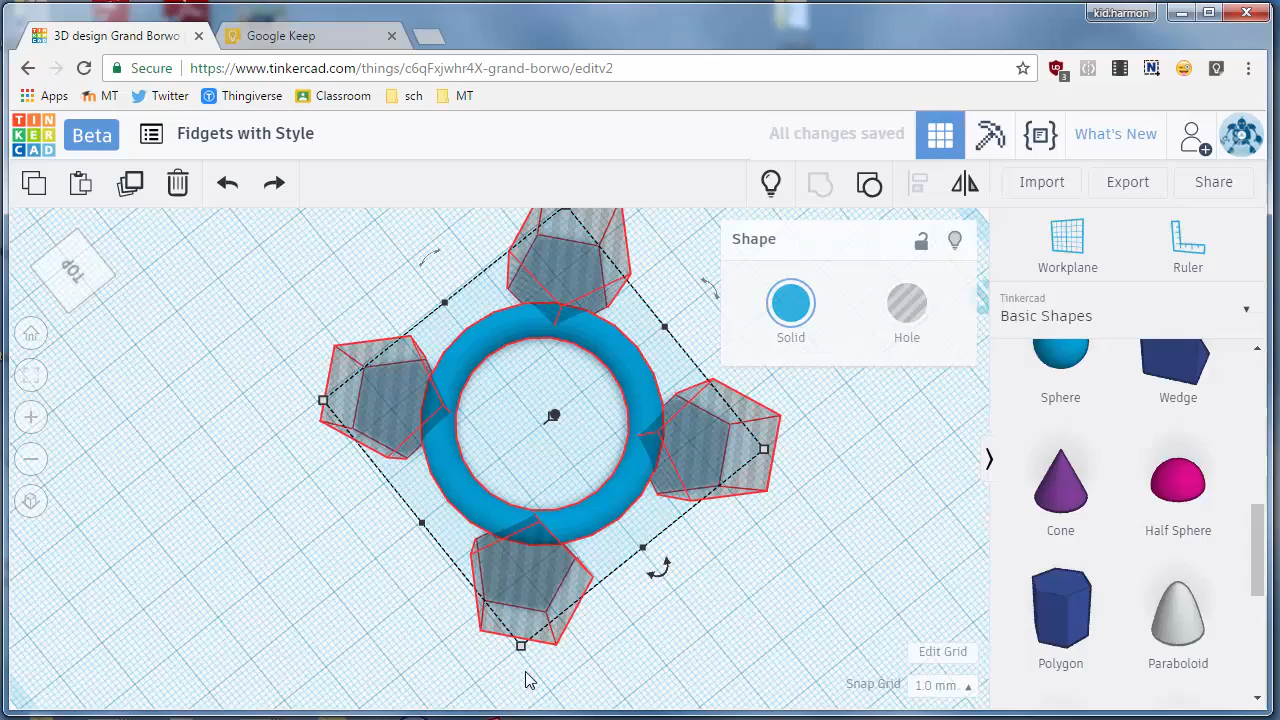 kid.harmon
3D design Grand Borwo
Google Keep
Secure
https://www.tinkercad.com/things/c6qFxjwhr4X-grand-borwo/editv2
3
Apps
MT
Twitter
Thingiverse
Classroom
sch
MT
TIN
KER
CAD
Beta
Fidgets with Style
All changes saved
What's New
Import
Export
Share
TOP
Shape
Solid
Hole
Workplane
Ruler
Tinkercad
Basic Shapes
Sphere
Wedge
Cone
Half Sphere
Polygon
Paraboloid
Edit Grid
Snap Grid
1.0 mm